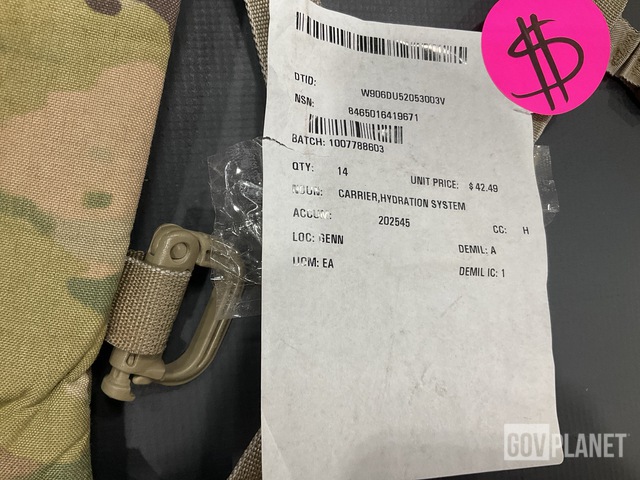 $
DTID: W906DU52053003V
NSN: 8465016419671
BATCH: 1007788603
QTY: 14 UNIT PRICE: $ 42.49
CARRIER,HYDRATION SYSTEM
202545 CC: H
LOC: GENN DEMIL: A
UOM: EA DEMIL IC: 1
GOVPLANET